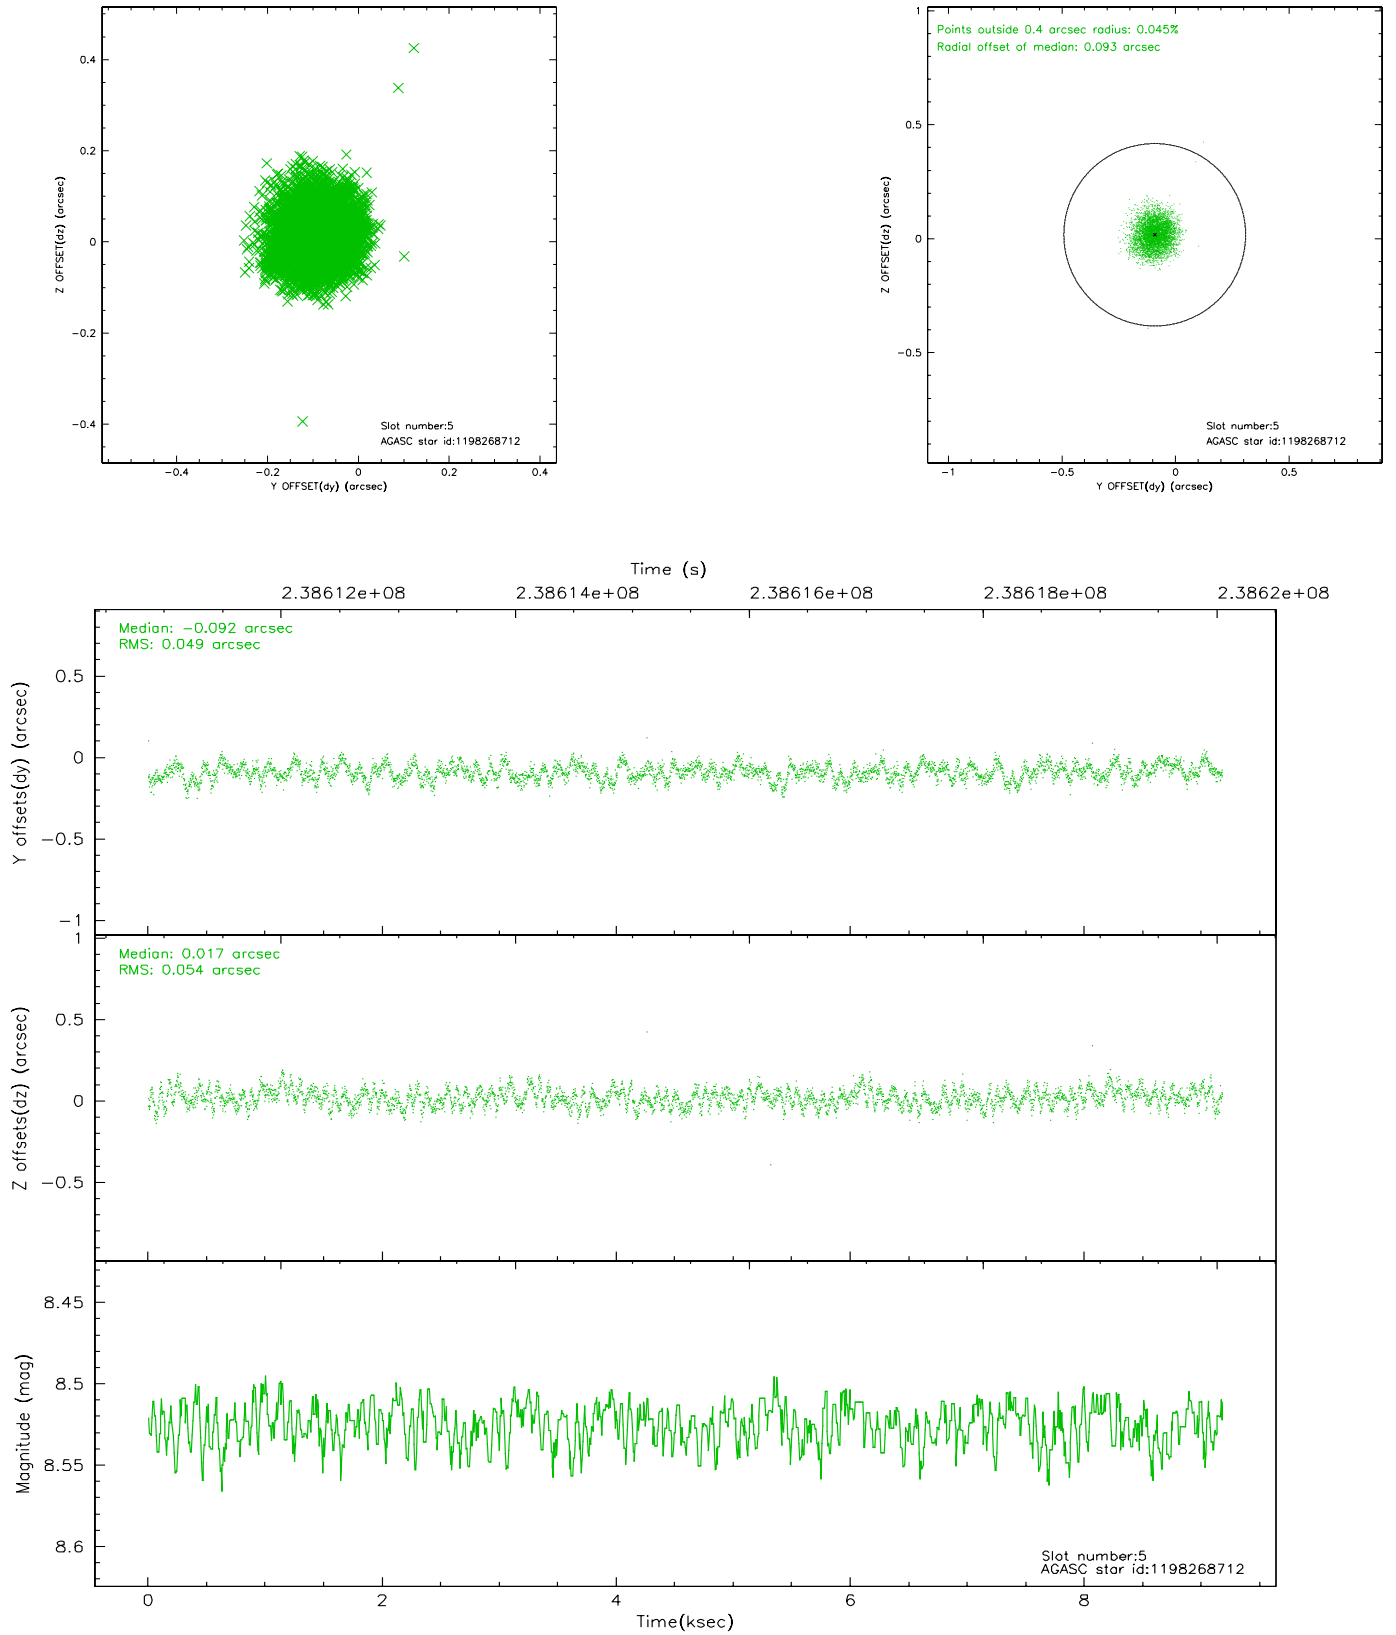 0.4
0.2
0
−0.2
−0.4
Z OFFSET(dz) (arcsec)
Slot number:5
AGASC star id:1198268712
−0.4
−0.2
0
0.2
0.4
Y OFFSET(dy) (arcsec)
Points outside 0.4 arcsec radius: 0.045%
Radial offset of median: 0.093 arcsec
1
0.5
0
−0.5
Z OFFSET(dz) (arcsec)
Slot number:5
AGASC star id:1198268712
−1
−0.5
0
0.5
Y OFFSET(dy) (arcsec)
Time (s)
2.38612e+08
2.38614e+08
2.38616e+08
2.38618e+08
2.3862e+08
Median: −0.092 arcsec
RMS: 0.049 arcsec
0.5
0
−0.5
−1
Y offsets(dy) (arcsec)
Median: 0.017 arcsec
RMS: 0.054 arcsec
1
0.5
0
−0.5
Z offsets(dz) (arcsec)
8.45
8.5
8.55
8.6
Magnitude (mag)
Slot number:5
AGASC star id:1198268712
0
2
4
6
8
Time(ksec)